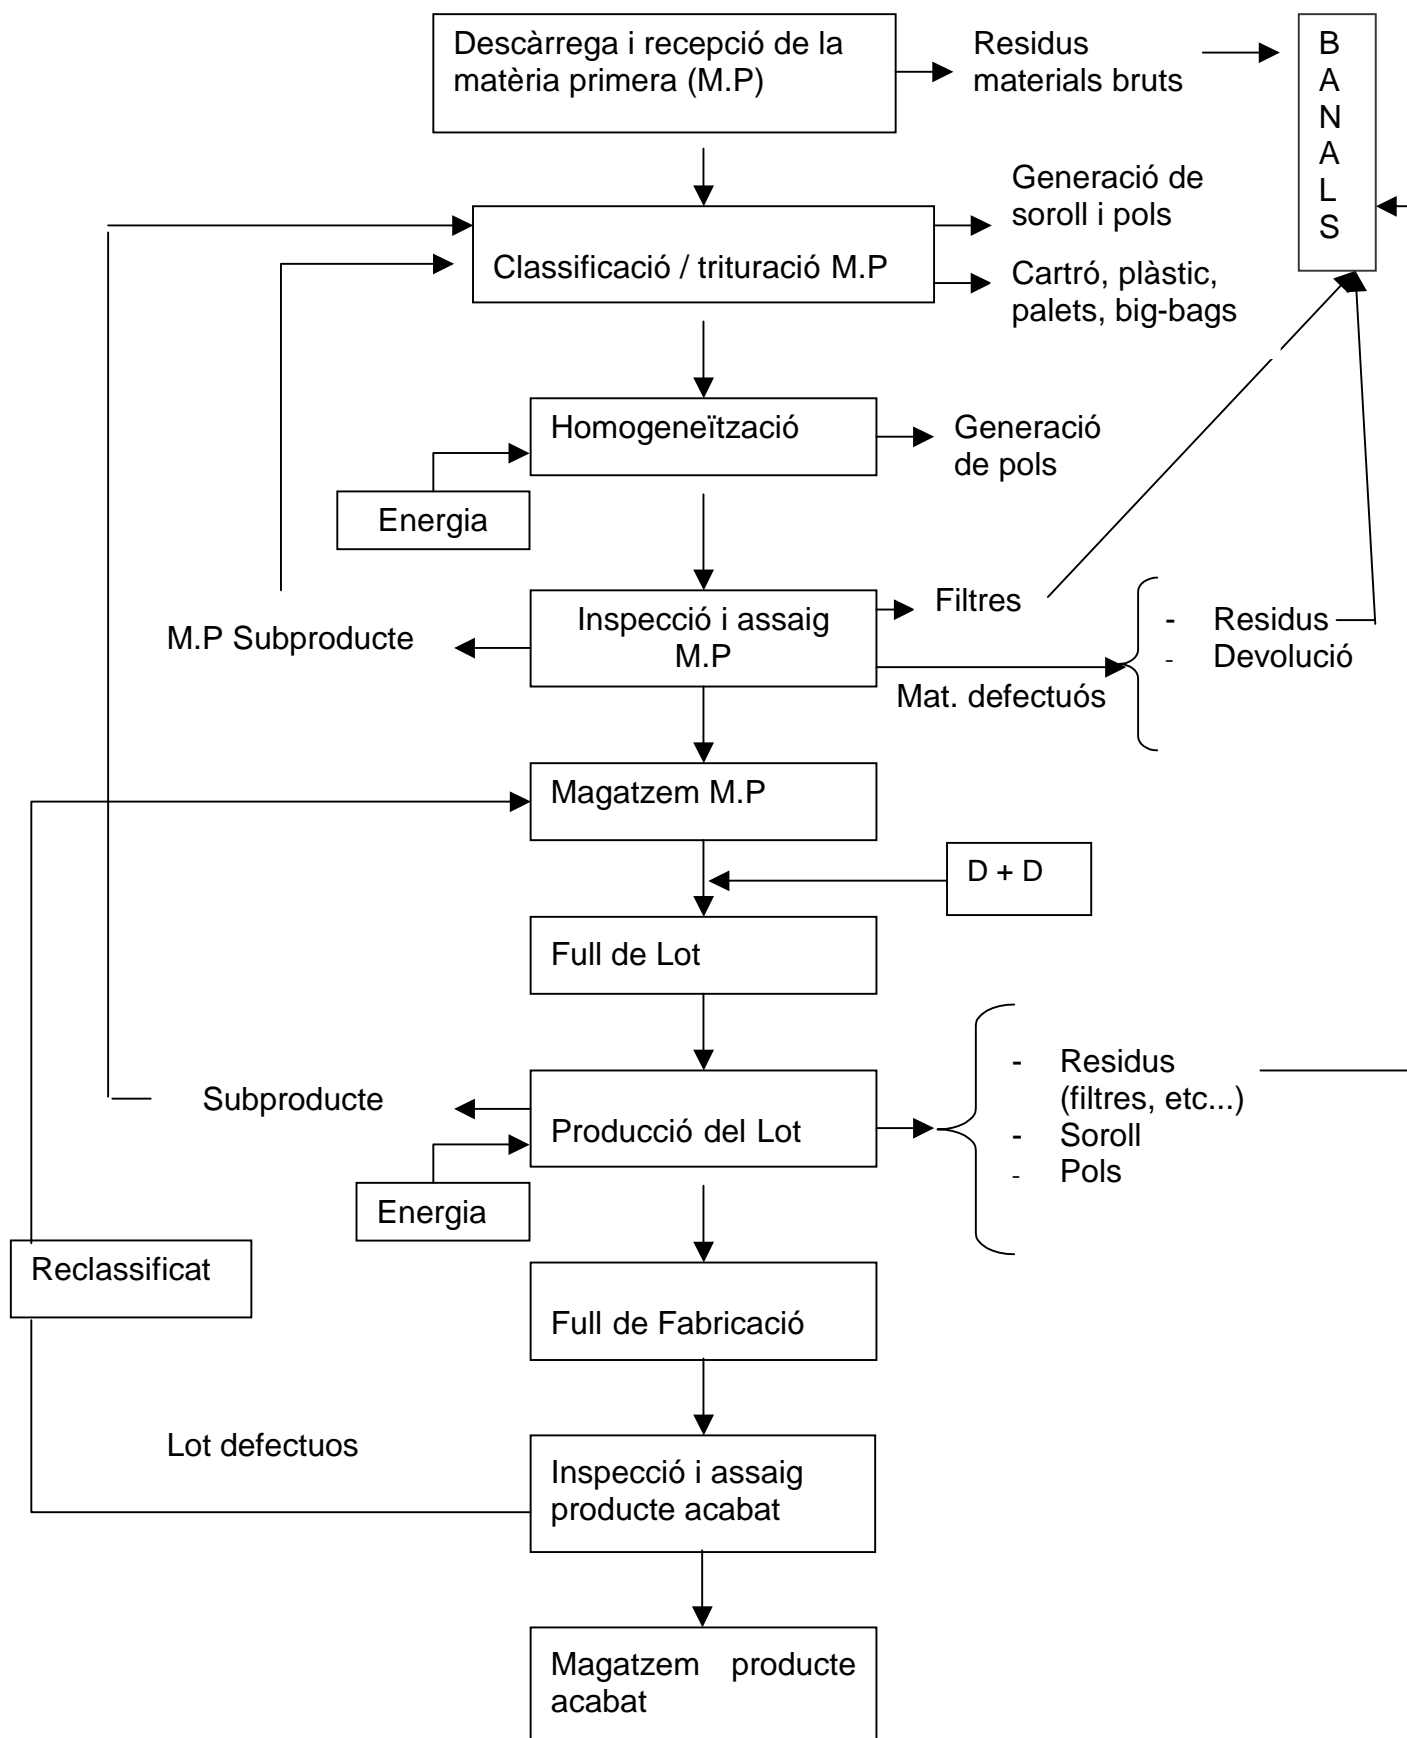 Descàrrega i recepció de la
matèria primera (M.P)
Residus
materials bruts
B
A
N
A
L
S
Generació de
soroll i pols
Classificació / trituració M.P
Cartró, plàstic,
palets, big-bags
Homogeneïtzació
Generació
de pols
Energia
Inspecció i assaig
M.P
Filtres
M.P Subproducte
- Residus
- Devolució
Mat. defectuós
Magatzem M.P
D + D
Full de Lot
Subproducte
Producció del Lot
- Residus
(filtres, etc...)
- Soroll
- Pols
Energia
Reclassificat
Full de Fabricació
Lot defectuos
Inspecció i assaig
producte acabat
Magatzem producte
acabat